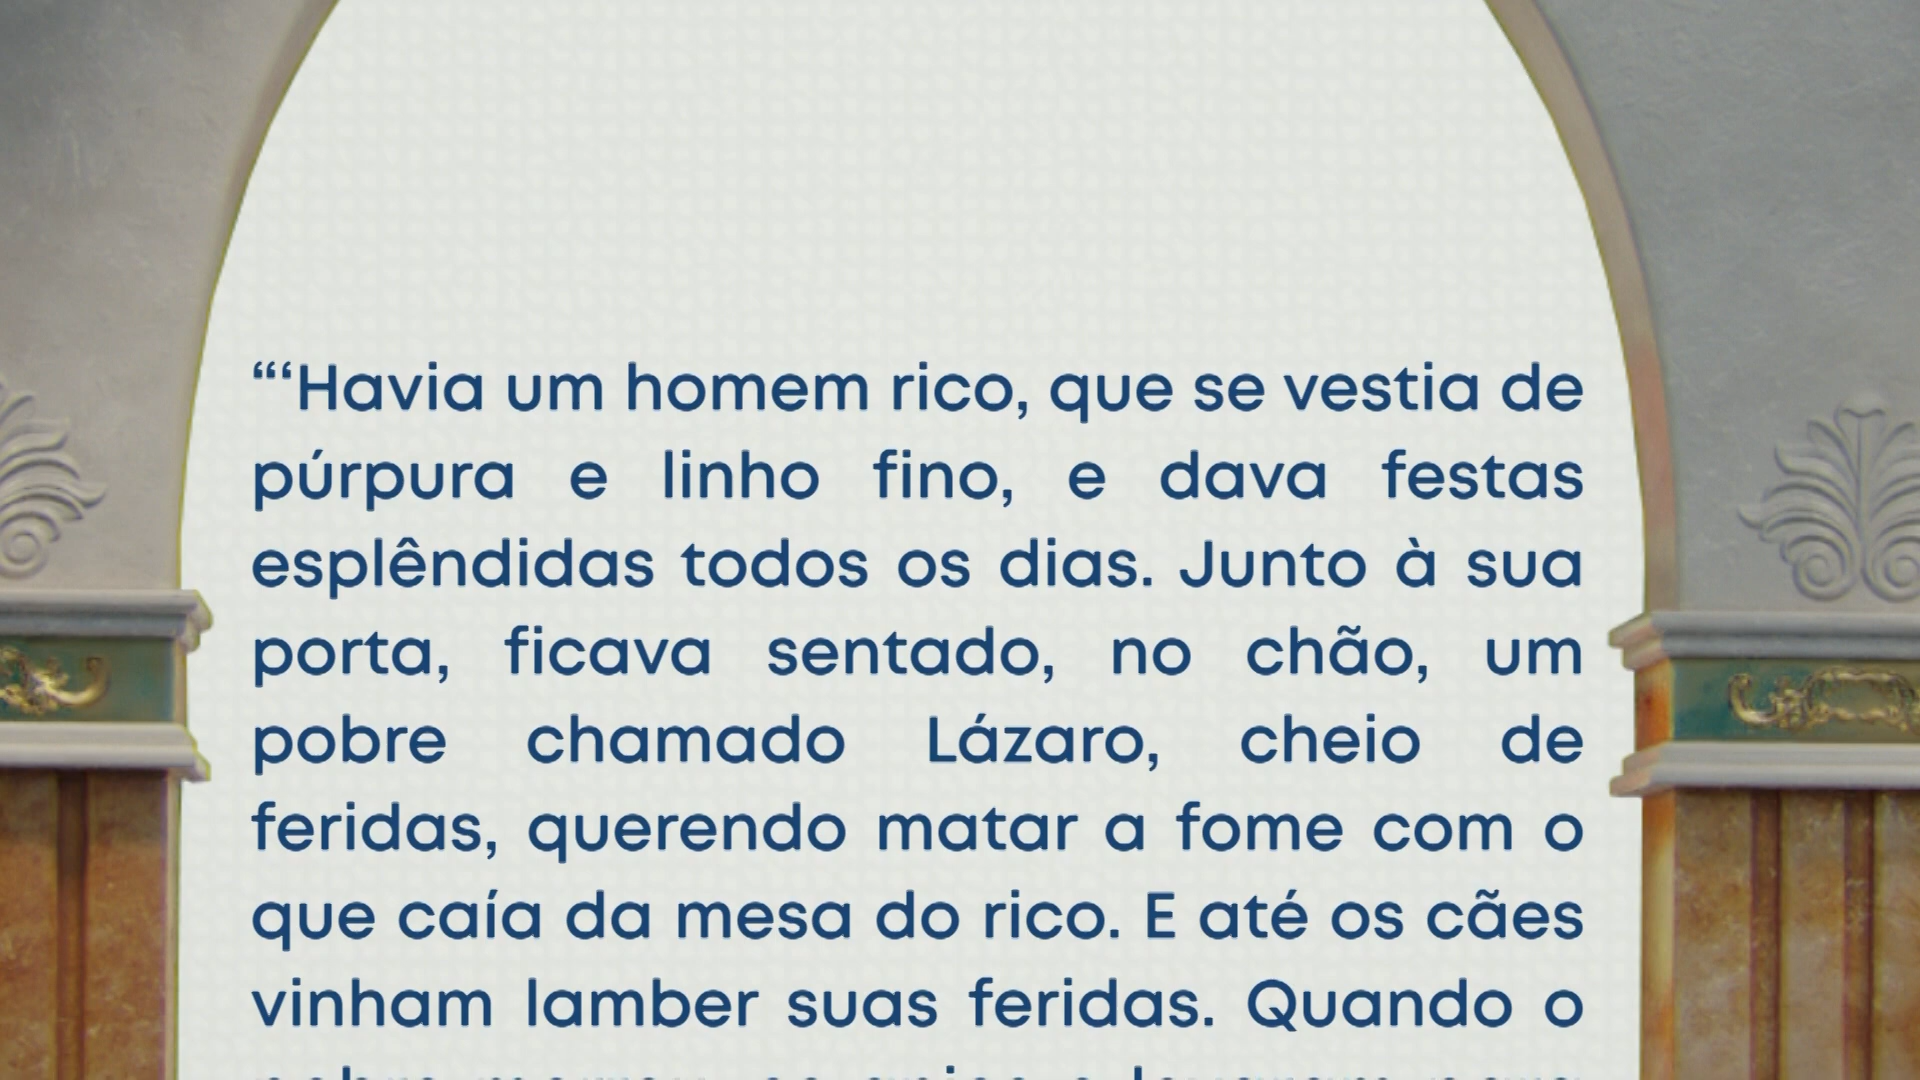 “‘Havia um homem rico, que se vestia de
púrpura e linho fino, e dava festas
esplêndidas todos os dias. Junto à sua
porta, ficava sentado, no chão, um
pobre chamado Lázaro, cheio de
feridas, querendo matar a fome com o
que caía da mesa do rico. E até os cães
vinham lamber suas feridas. Quando o